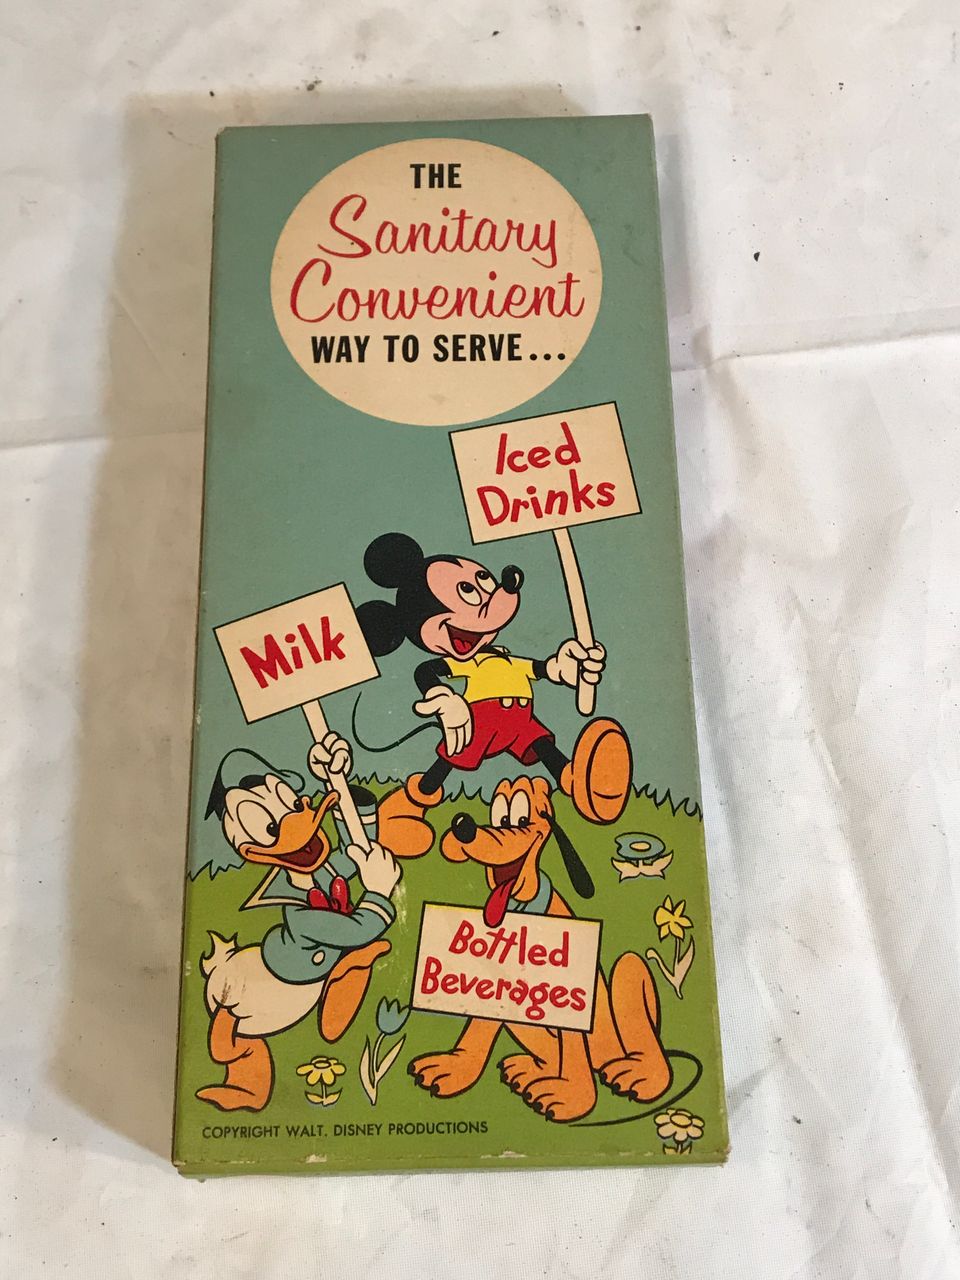 THE
Sanitary
Convenient
WAY TO SERVE...
Iced
Drinks
Milk
Bottled
Beverages
COPYRIGHT WALT. DISNEY PRODUCTIONS